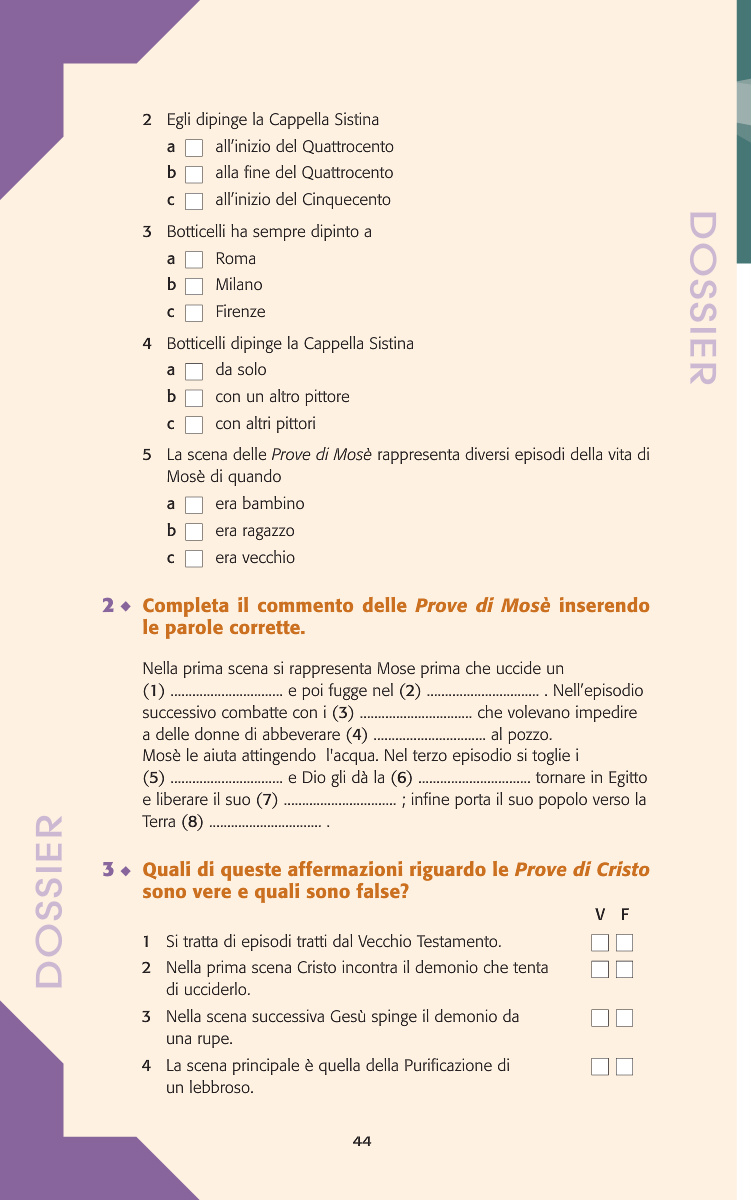 2 Egli dipinge la Cappella Sistina
a all’inizio del Quattrocento
b alla fine del Quattrocento
c all’inizio del Cinquecento
3 Botticelli ha sempre dipinto a
a Roma
b Milano
c Firenze
4 Botticelli dipinge la Cappella Sistina
a da solo
b con un altro pittore
c con altri pittori
5 La scena delle Prove di Mosè rappresenta diversi episodi della vita di
Mosè di quando
a era bambino
b era ragazzo
c era vecchio
DOSSIER
2 ◆ Completa il commento delle Prove di Mosè inserendo
le parole corrette.
Nella prima scena si rappresenta Mose prima che uccide un
(1) ............................... e poi fugge nel (2) ............................... . Nell’episodio
successivo combatte con i (3) ............................... che volevano impedire
a delle donne di abbeverare (4) ............................... al pozzo.
Mosè le aiuta attingendo l'acqua. Nel terzo episodio si toglie i
(5) ............................... e Dio gli dà la (6) ............................... tornare in Egitto
e liberare il suo (7) ............................... ; infine porta il suo popolo verso la
Terra (8) ............................... .
3 ◆ Quali di queste affermazioni riguardo le Prove di Cristo
sono vere e quali sono false?
V F
1 Si tratta di episodi tratti dal Vecchio Testamento.
2 Nella prima scena Cristo incontra il demonio che tenta
di ucciderlo.
3 Nella scena successiva Gesù spinge il demonio da
una rupe.
4 La scena principale è quella della Purificazione di
un lebbroso.
DOSSIER
44